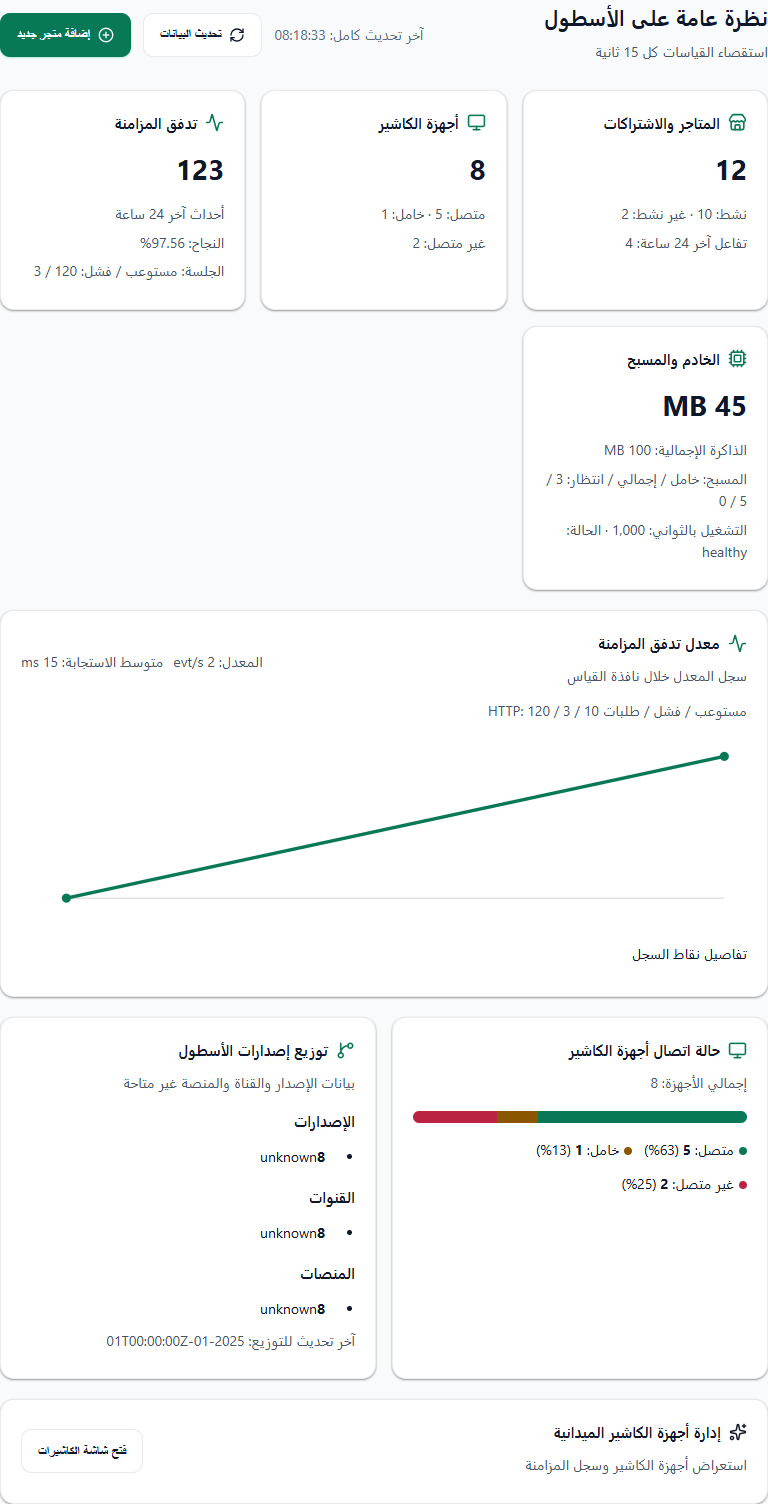 نظرة عامة على الأسطول
استقصاء القياسات كل 15 ثانية
آخر تحديث كامل: 08:18:33
تحديث البيانات
إضافة متجر جديد
المتاجر والاشتراكات
12
نشط: 10 · غير نشط: 2
تفاعل آخر 24 ساعة: 4
أجهزة الكاشير
8
متصل: 5 · خامل: 1
غير متصل: 2
تدفق المزامنة
123
أحداث آخر 24 ساعة
النجاح: 97.56%
الجلسة: مستوعب / فشل: 120 / 3
الخادم والمسبح
45 MB
الذاكرة الإجمالية: 100 MB
المسبح: خامل / إجمالي / انتظار: 3 /
5 / 0
التشغيل بالثواني: 1,000 · الحالة:
healthy
معدل تدفق المزامنة
سجل المعدل خلال نافذة القياس
المعدل: 2 evt/s
متوسط الاستجابة: 15 ms
مستوعب / فشل / طلبات HTTP: 120 / 3 / 10
تفاصيل نقاط السجل
حالة اتصال أجهزة الكاشير
إجمالي الأجهزة: 8
متصل: 5 (63%)
خامل: 1 (13%)
غير متصل: 2 (25%)
توزيع إصدارات الأسطول
بيانات الإصدار والقناة والمنصة غير متاحة
الإصدارات
unknown8
القنوات
unknown8
المنصات
unknown8
آخر تحديث للتوزيع: 2025-01-01T00:00:00Z
إدارة أجهزة الكاشير الميدانية
استعراض أجهزة الكاشير وسجل المزامنة
فتح شاشة الكاشيرات